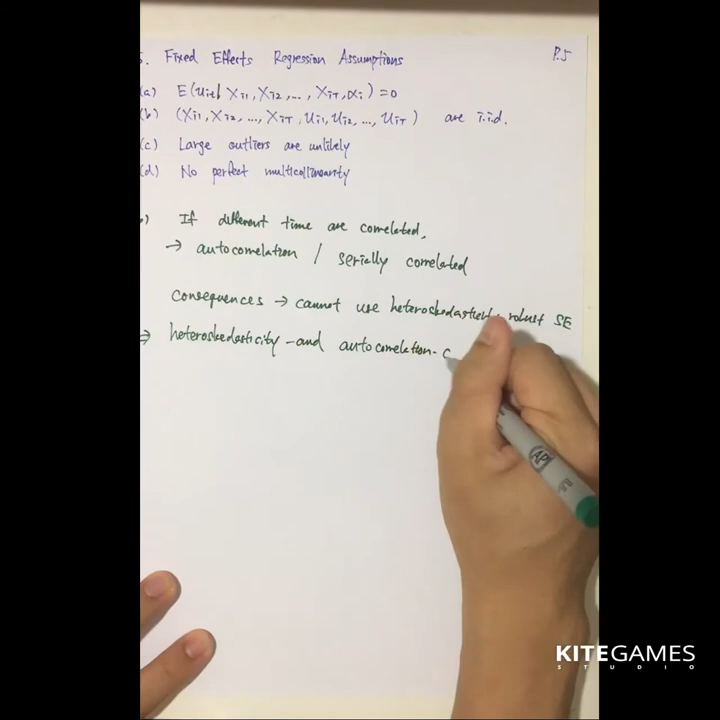 5. Fixed Effects Regression Assumptions P.5
(a) E(uit| Xi1, Xi2, ..., XiT, αi) = 0
(b) (Xi1, Xi2, ..., XiT, ui1, ui2, ..., uiT) are i.i.d.
(c) Large outliers are unlikely
(d) No perfect multicollinearity
) If different time are correlated,
→ autocorrelation / serially correlated
consequences → cannot use heteroskedasticity robust SE
⇒ heteroskedasticity-and autocorrelation-c
KITEGAMES
STUDIO